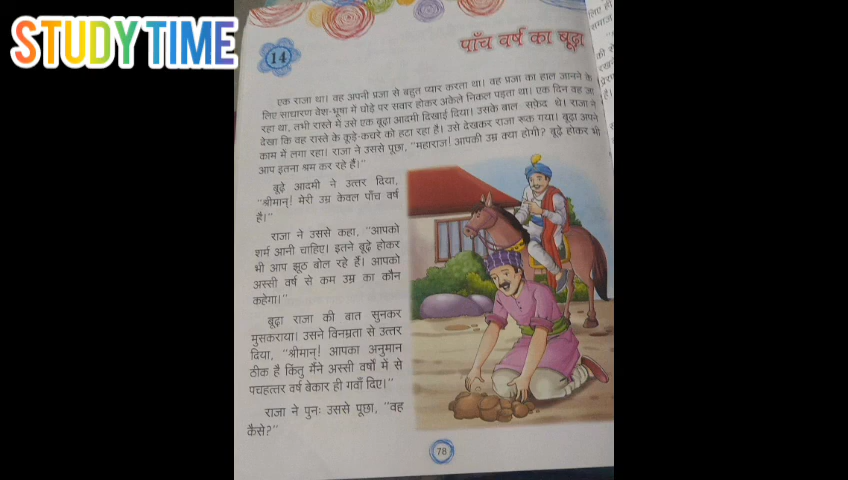 STUDY TIME
14
पाँच वर्ष का बूढ़ा
एक राजा था। वह अपनी प्रजा से बहुत प्यार करता था। वह प्रजा का हाल जानने के
लिए साधारण वेश-भूषा में घोड़े पर सवार होकर अकेले निकल पड़ता था। एक दिन वह जा
रहा था, तभी रास्ते में उसे एक बूढ़ा आदमी दिखाई दिया। उसके बाल सफ़ेद थे। राजा ने
देखा कि वह रास्ते के कूड़े-कचरे को हटा रहा है। उसे देखकर राजा रूक गया। बूढ़ा अपने
काम में लगा रहा। राजा ने उससे पूछा, "महाराज! आपकी उम्र क्या होगी? बूढ़े होकर भी
आप इतना श्रम कर रहे हैं।"
बूढ़े आदमी ने उत्तर दिया,
"श्रीमान्! मेरी उम्र केवल पाँच वर्ष
है।"
राजा ने उससे कहा, "आपको
शर्म आनी चाहिए। इतने बूढ़े होकर
भी आप झूठ बोल रहे हैं। आपको
अस्सी वर्ष से कम उम्र का कौन
कहेगा।"
बूढ़ा राजा की बात सुनकर
मुसकराया। उसने विनम्रता से उत्तर
दिया, "श्रीमान्! आपका अनुमान
ठीक है किंतु मैंने अस्सी वर्षों में से
पचहत्तर वर्ष बेकार ही गवाँ दिए।"
राजा ने पुनः उससे पूछा, "वह
कैसे?"
78